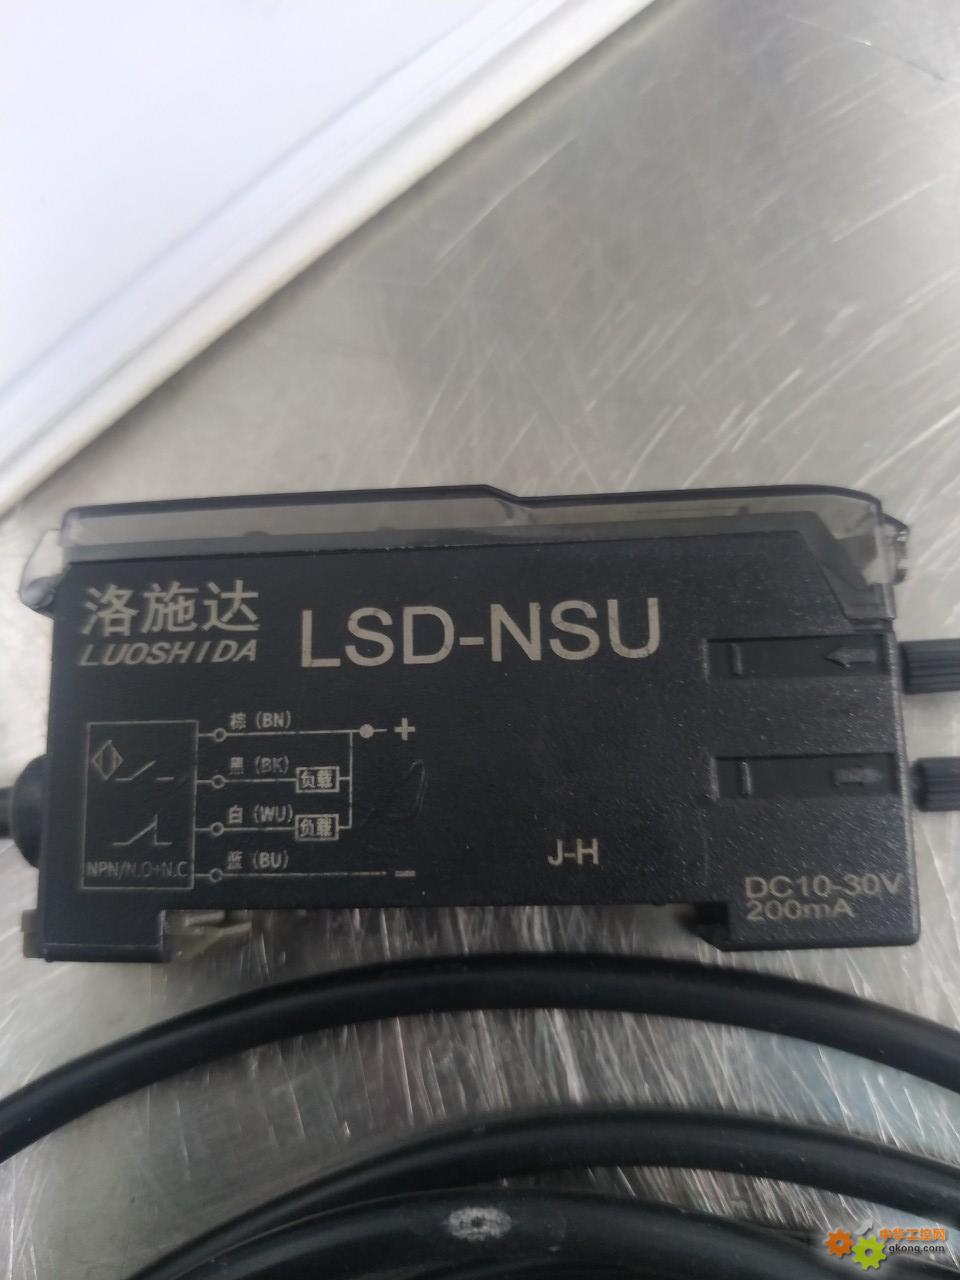 洛施达
LUOSHIDA
LSD-NSU
棕 (BN)
+
黑 (BK)
负载
白 (WU)
负载
蓝 (BU)
NPN/N.O+N.C
J-H
DC10-30V
200mA
中华工控网
gkong.com